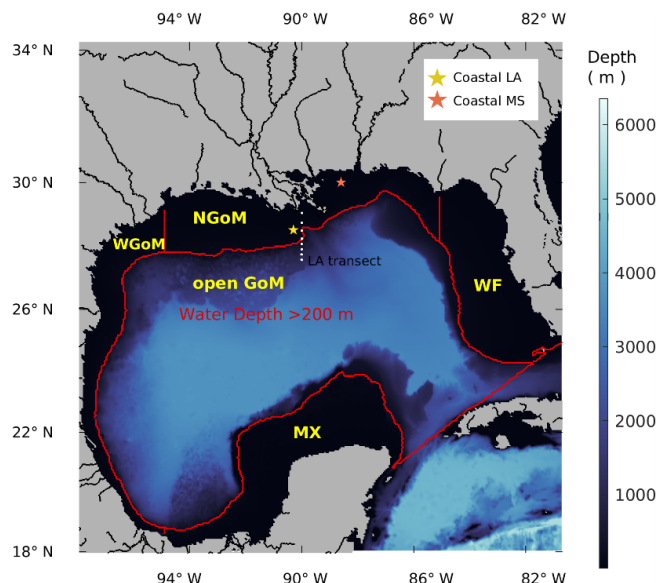 94° W 90° W 86° W 82° W
34° N
30° N
26° N
22° N
18° N
Coastal LA
Coastal MS
NGoM
WGoM
LA transect
open GoM
WF
Water Depth >200 m
MX
94° W 90° W 86° W 82° W
Depth
( m )
6000
5000
4000
3000
2000
1000